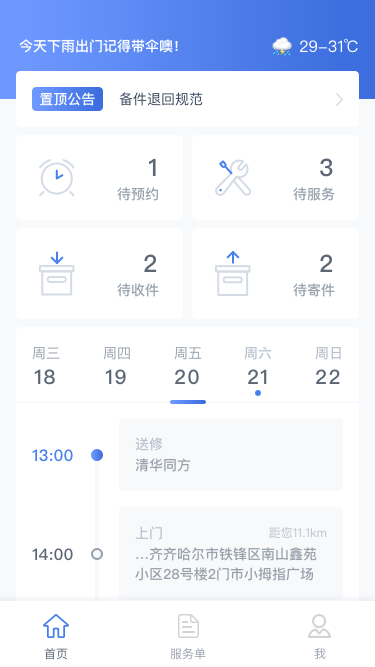 今天下雨出门记得带伞噢！ 29-31℃
置顶公告 备件退回规范
1 3
待预约 待服务
2 2
待收件 待寄件
周三 周四 周五 周六 周日
18 19 20 21 22
送修
13:00 清华同方
上门 距您11.1km
14:00 ...齐齐哈尔市铁锋区南山鑫苑
小区28号楼2门市小拇指广场
首页 服务单 我